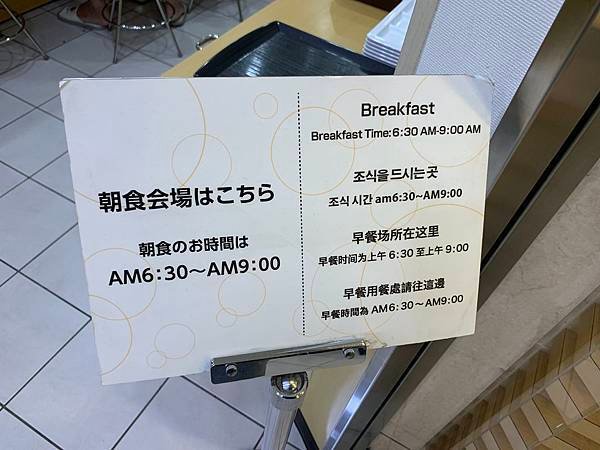 朝食会場はこちら
朝食のお時間は
AM6:30～AM9:00
Breakfast
Breakfast Time:6:30 AM-9:00 AM
조식을 드시는 곳
조식 시간 am6:30~AM9:00
早餐场所在这里
早餐时间为上午 6:30 至上午 9:00
早餐用餐處請往這邊
早餐時間為 AM6:30～AM9:00